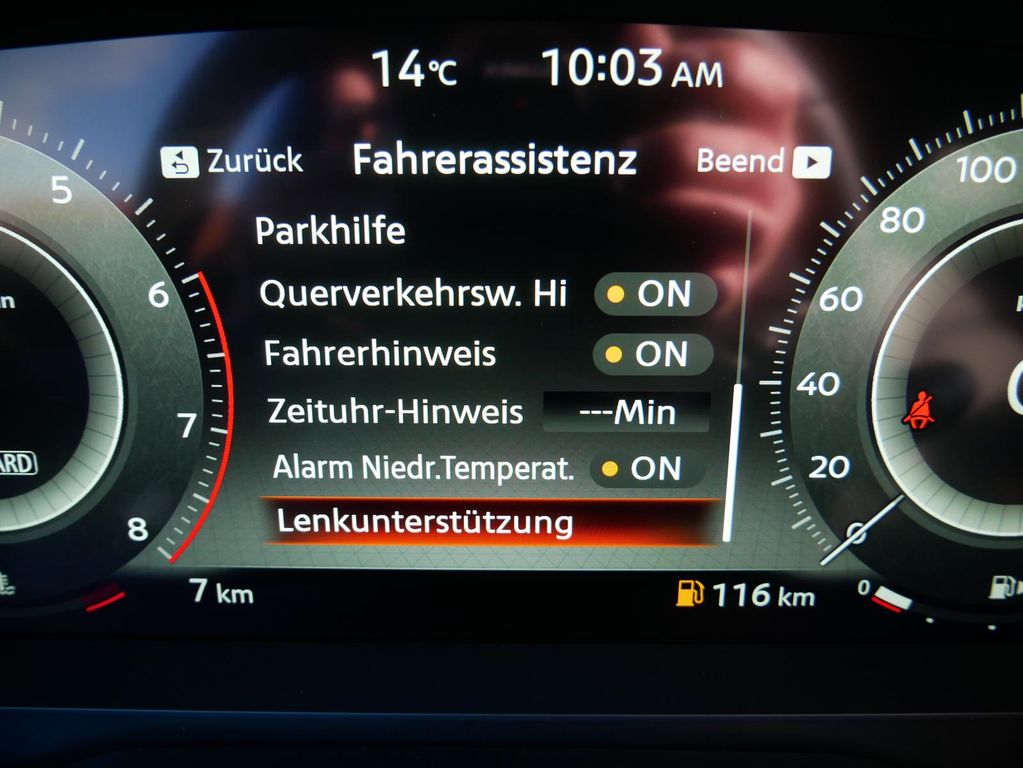 14°C 10:03 AM
Zurück Fahrerassistenz Beend
Parkhilfe
Querverkehrsw. Hi ON
Fahrerhinweis ON
Zeituhr-Hinweis ---Min
Alarm Niedr.Temperat. ON
Lenkunterstützung
7 km 116 km
5
6
7
8
100
80
60
40
20
0
0